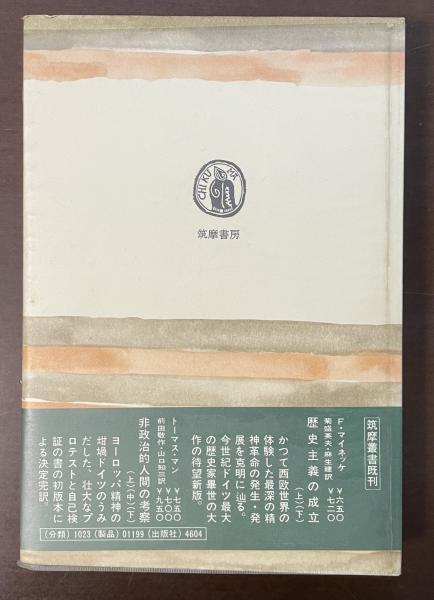 CHIKUMA
筑摩書房
筑摩叢書既刊
F・マイネッケ
菊盛英夫・麻生建訳
歴史主義の成立
(上)(下)
￥六五〇
￥七二〇
かつて西欧世界の
体験した最深の精
神革命の発生・発
展を克明に辿る。
今世紀ドイツ最大
の歴史家畢世の大
作の待望新版。
トーマス・マン
前田敬作・山口知三訳
非政治的人間の考察
(上)(中)(下)
￥七五〇
￥七〇〇
￥九五〇
ヨーロッパ精神の
坩堝ドイツのうみ
だした、壮大なプ
ロテストと自己検
証の書の初版本に
よる決定完訳。
(分類) 1023 (製品) 01199 (出版社) 4604